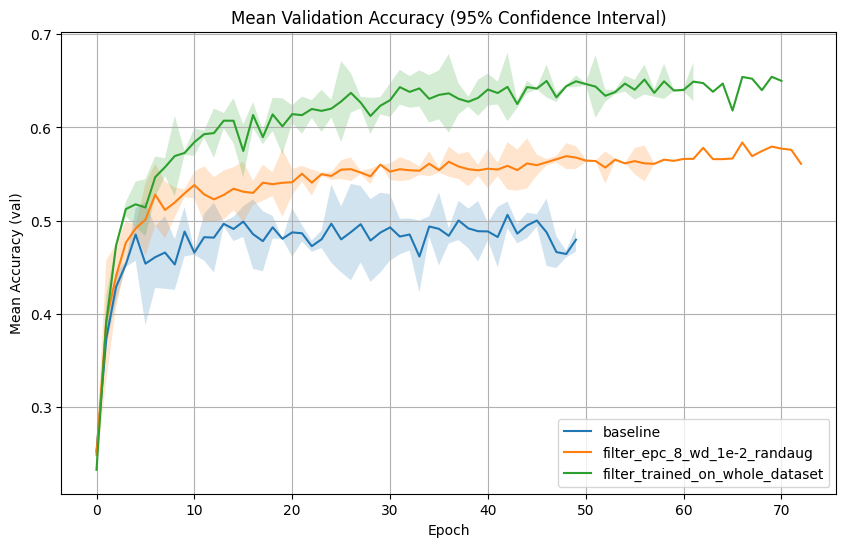 Mean Validation Accuracy (95% Confidence Interval)
Mean Accuracy (val)
0.7
0.6
0.5
0.4
0.3
0
10
20
30
40
50
60
70
Epoch
baseline
filter_epc_8_wd_1e-2_randaug
filter_trained_on_whole_dataset